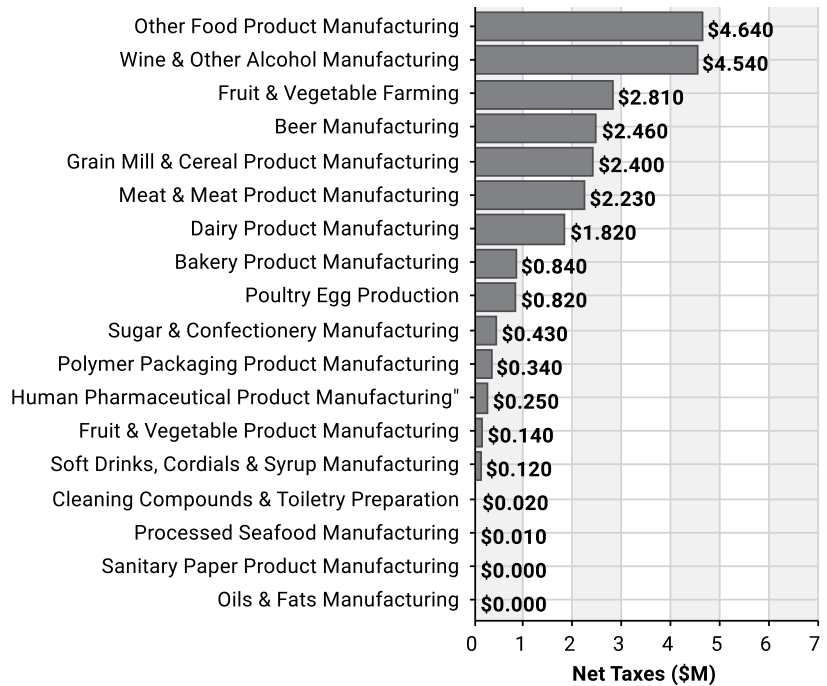 Other Food Product Manufacturing $4.640
Wine & Other Alcohol Manufacturing $4.540
Fruit & Vegetable Farming $2.810
Beer Manufacturing $2.460
Grain Mill & Cereal Product Manufacturing $2.400
Meat & Meat Product Manufacturing $2.230
Dairy Product Manufacturing $1.820
Bakery Product Manufacturing $0.840
Poultry Egg Production $0.820
Sugar & Confectionery Manufacturing $0.430
Polymer Packaging Product Manufacturing $0.340
Human Pharmaceutical Product Manufacturing" $0.250
Fruit & Vegetable Product Manufacturing $0.140
Soft Drinks, Cordials & Syrup Manufacturing $0.120
Cleaning Compounds & Toiletry Preparation $0.020
Processed Seafood Manufacturing $0.010
Sanitary Paper Product Manufacturing $0.000
Oils & Fats Manufacturing $0.000
0 1 2 3 4 5 6 7
Net Taxes ($M)